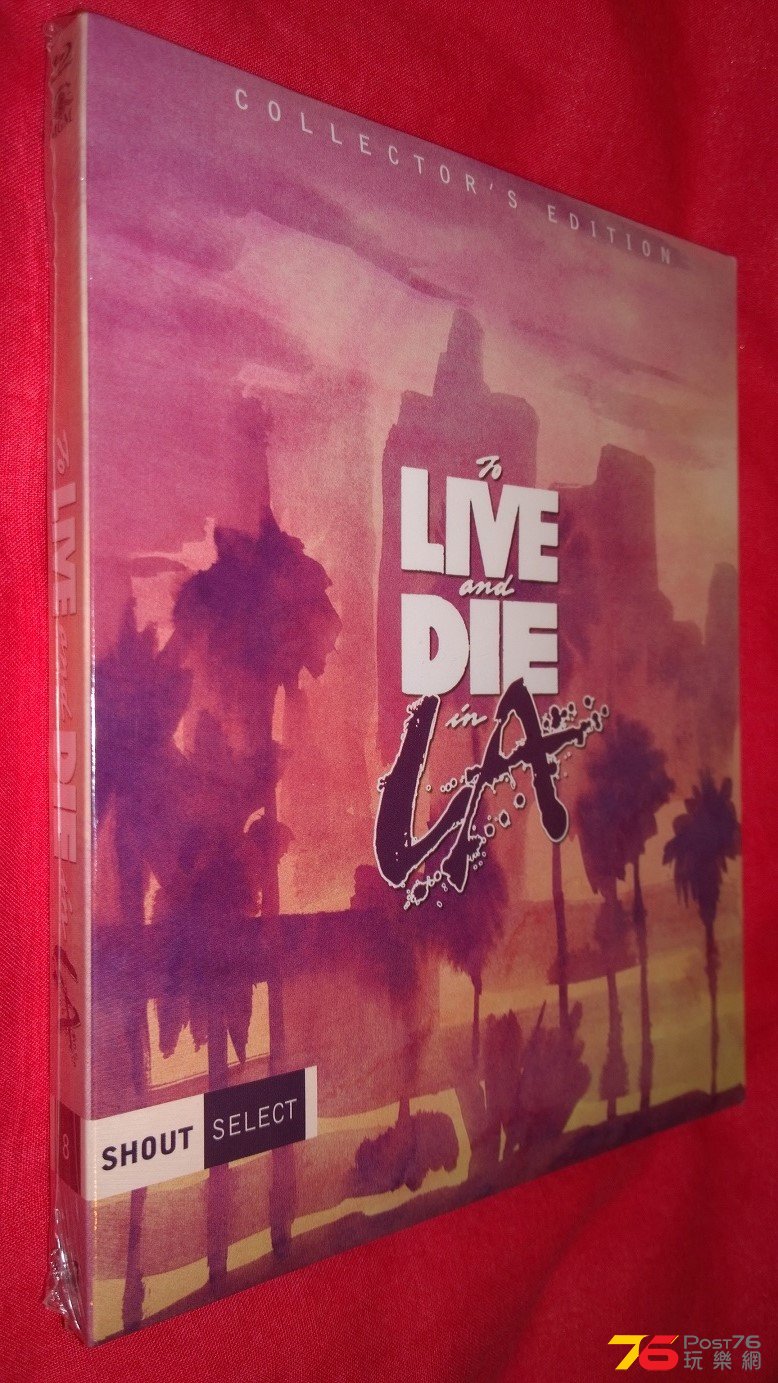 COLLECTOR'S EDITION
To
LIVE
and
DIE
in
LA
SHOUT SELECT
To LIVE and DIE in LA
8
76 POST76
玩樂網